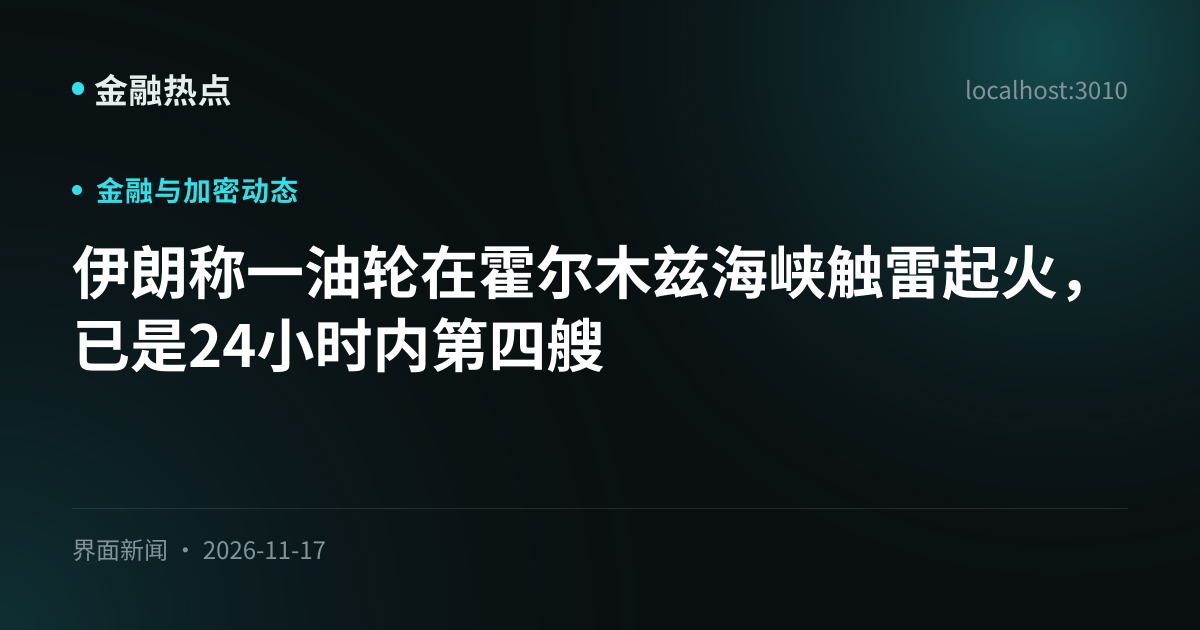 金融热点
localhost:3010
金融与加密动态
伊朗称一油轮在霍尔木兹海峡触雷起火，
已是24小时内第四艘
界面新闻 • 2026-11-17